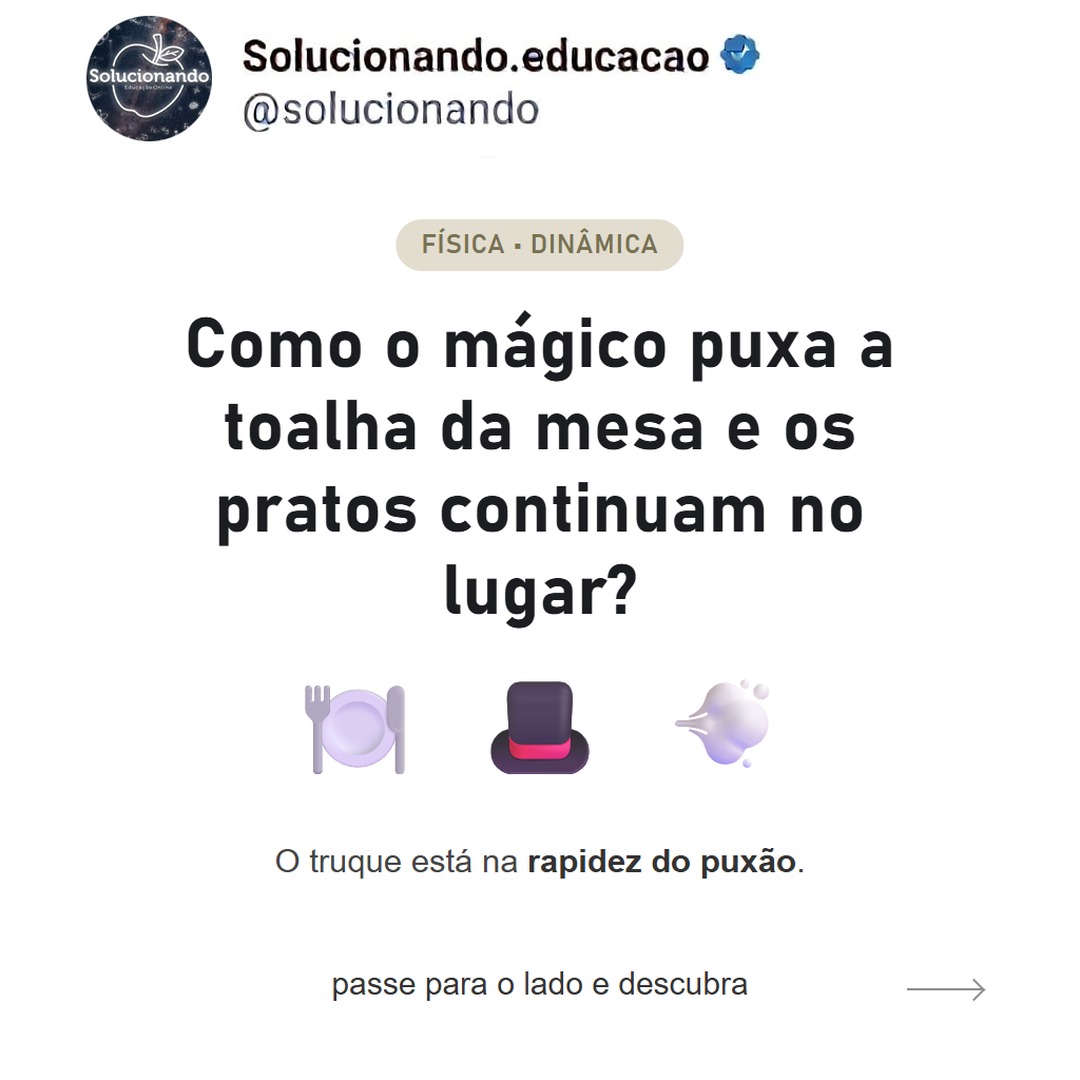 Solucionando
Educação Online
Solucionando.educacao
@solucionando
FÍSICA • DINÂMICA
Como o mágico puxa a
toalha da mesa e os
pratos continuam no
lugar?
O truque está na rapidez do puxão.
passe para o lado e descubra